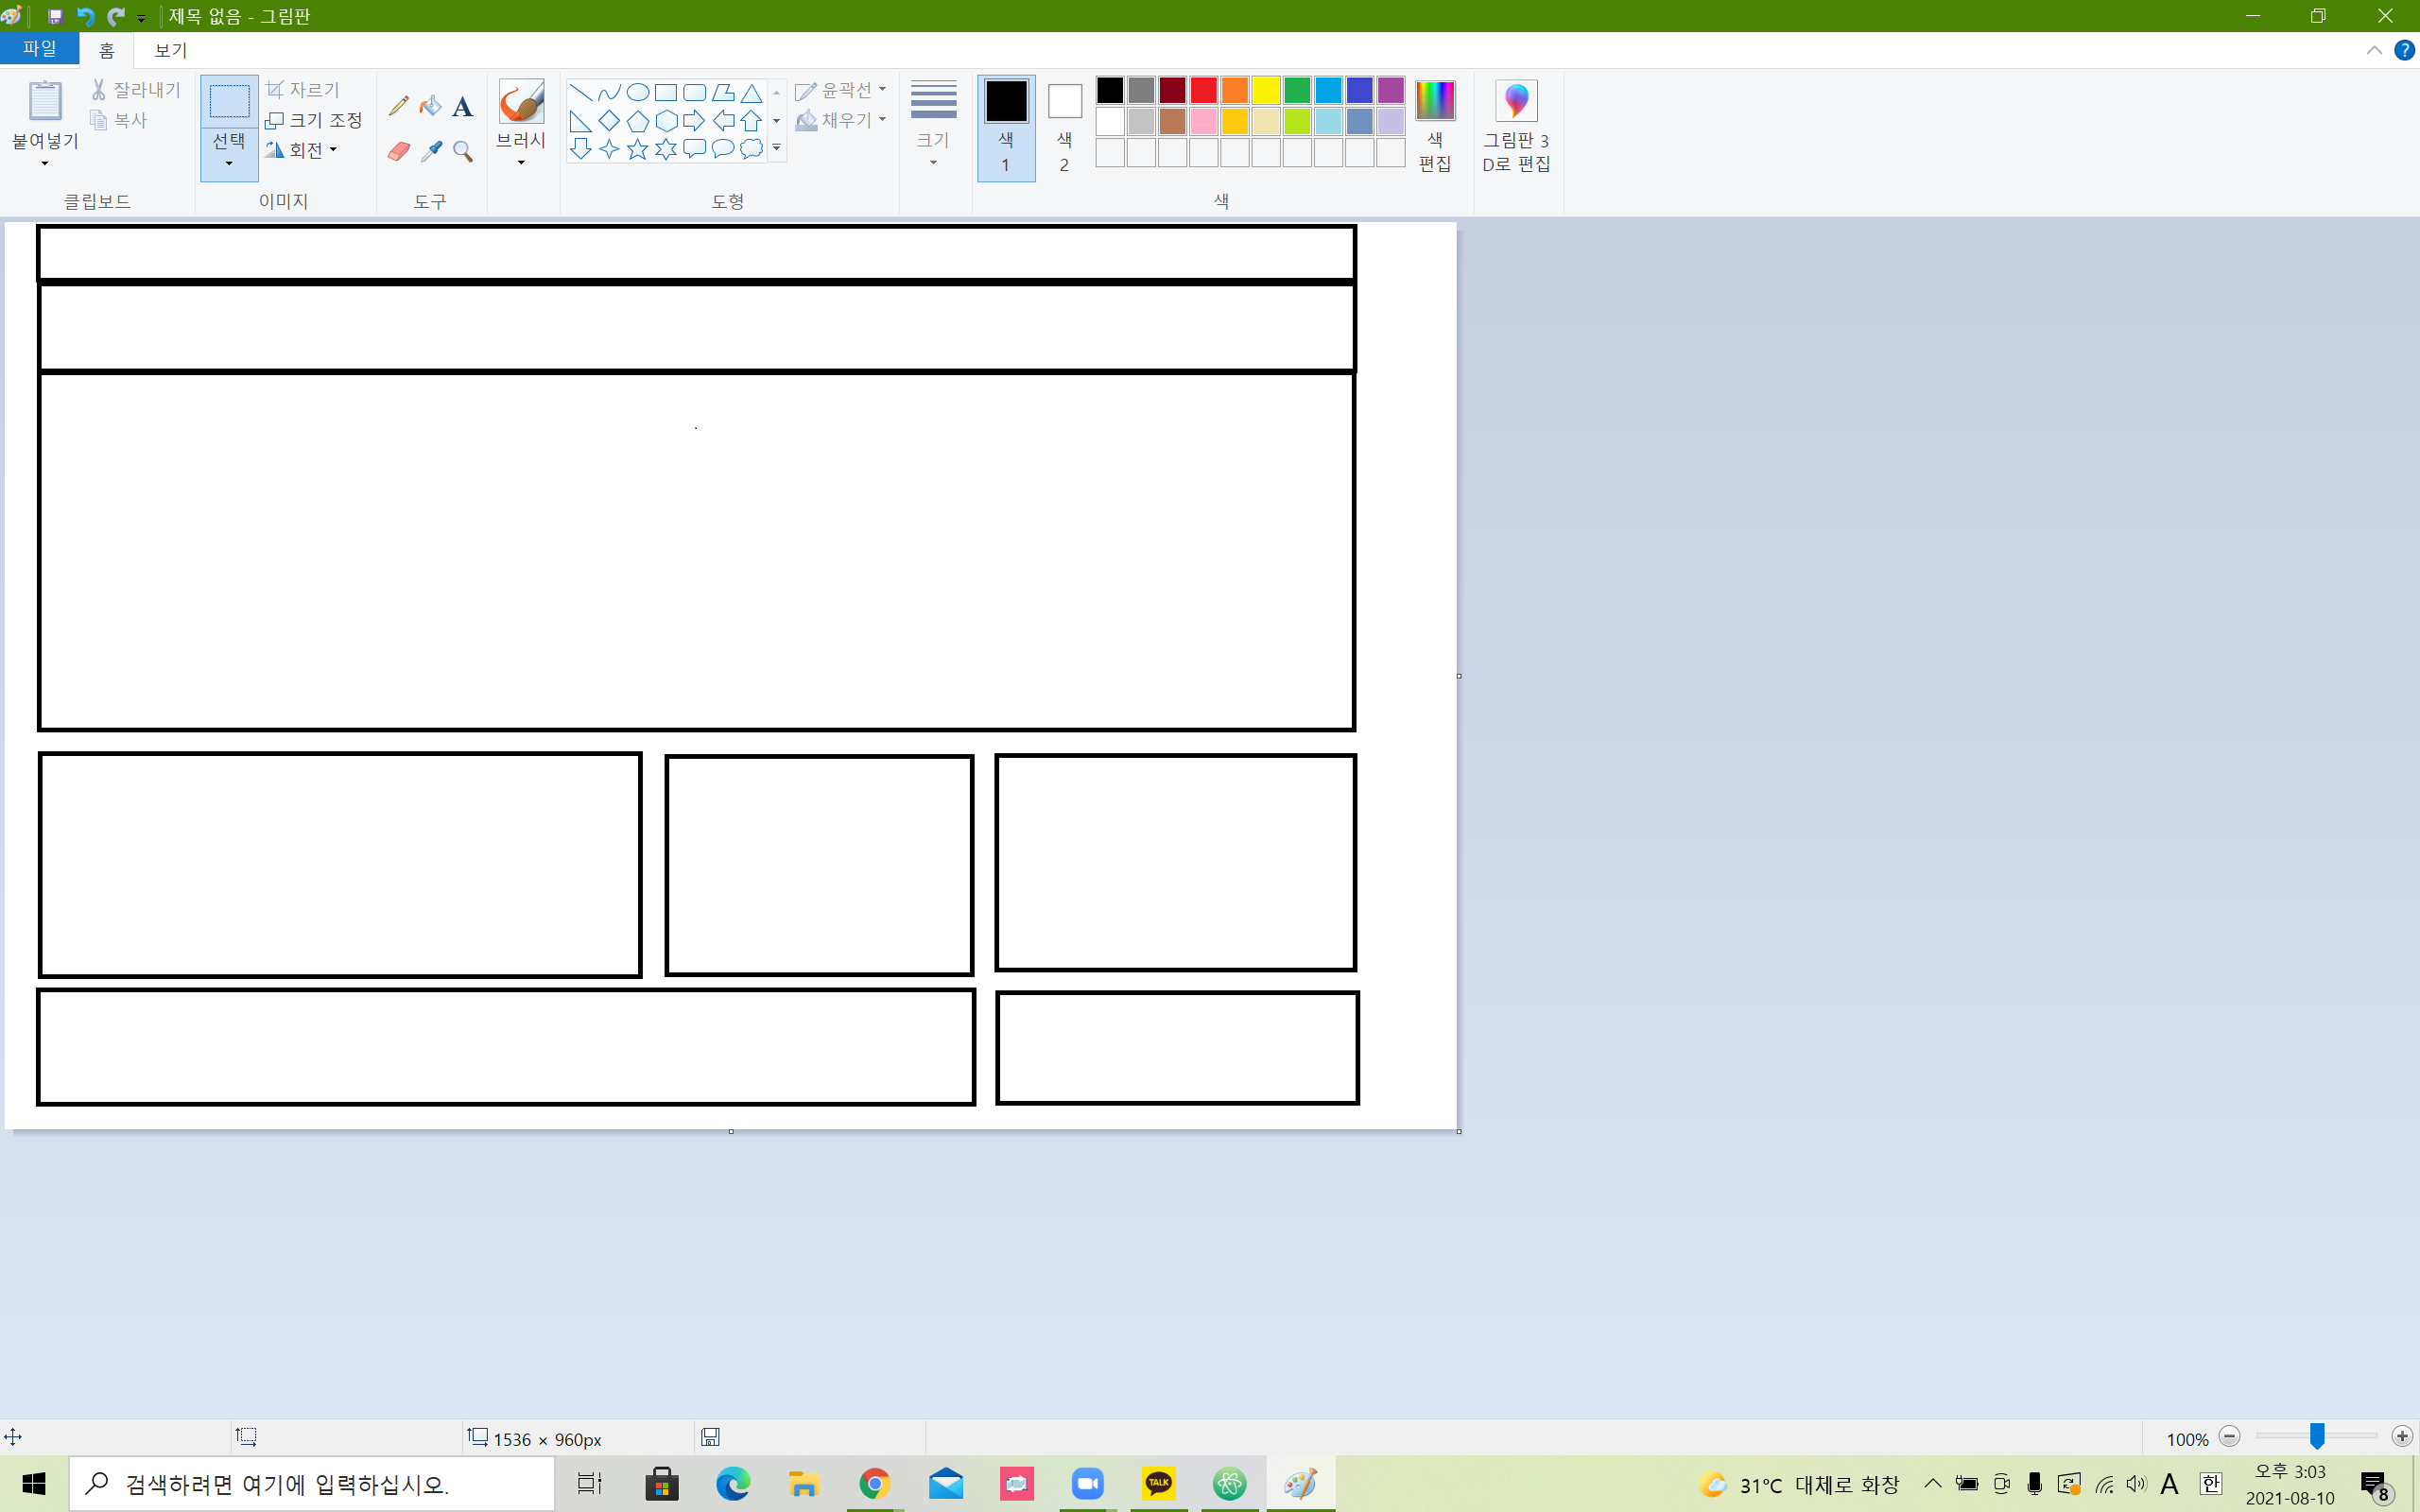 제목 없음 - 그림판
파일 홈 보기
붙여넣기
잘라내기
복사
클립보드
선택
자르기
크기 조정
회전
이미지
A
도구
브러시
윤곽선
채우기
도형
크기
색
1
색
2
색
편집
색
그림판 3
D로 편집
1536 × 960px
100%
검색하려면 여기에 입력하십시오.
TALK
31°C 대체로 화창
A 한
오후 3:03
2021-08-10
8